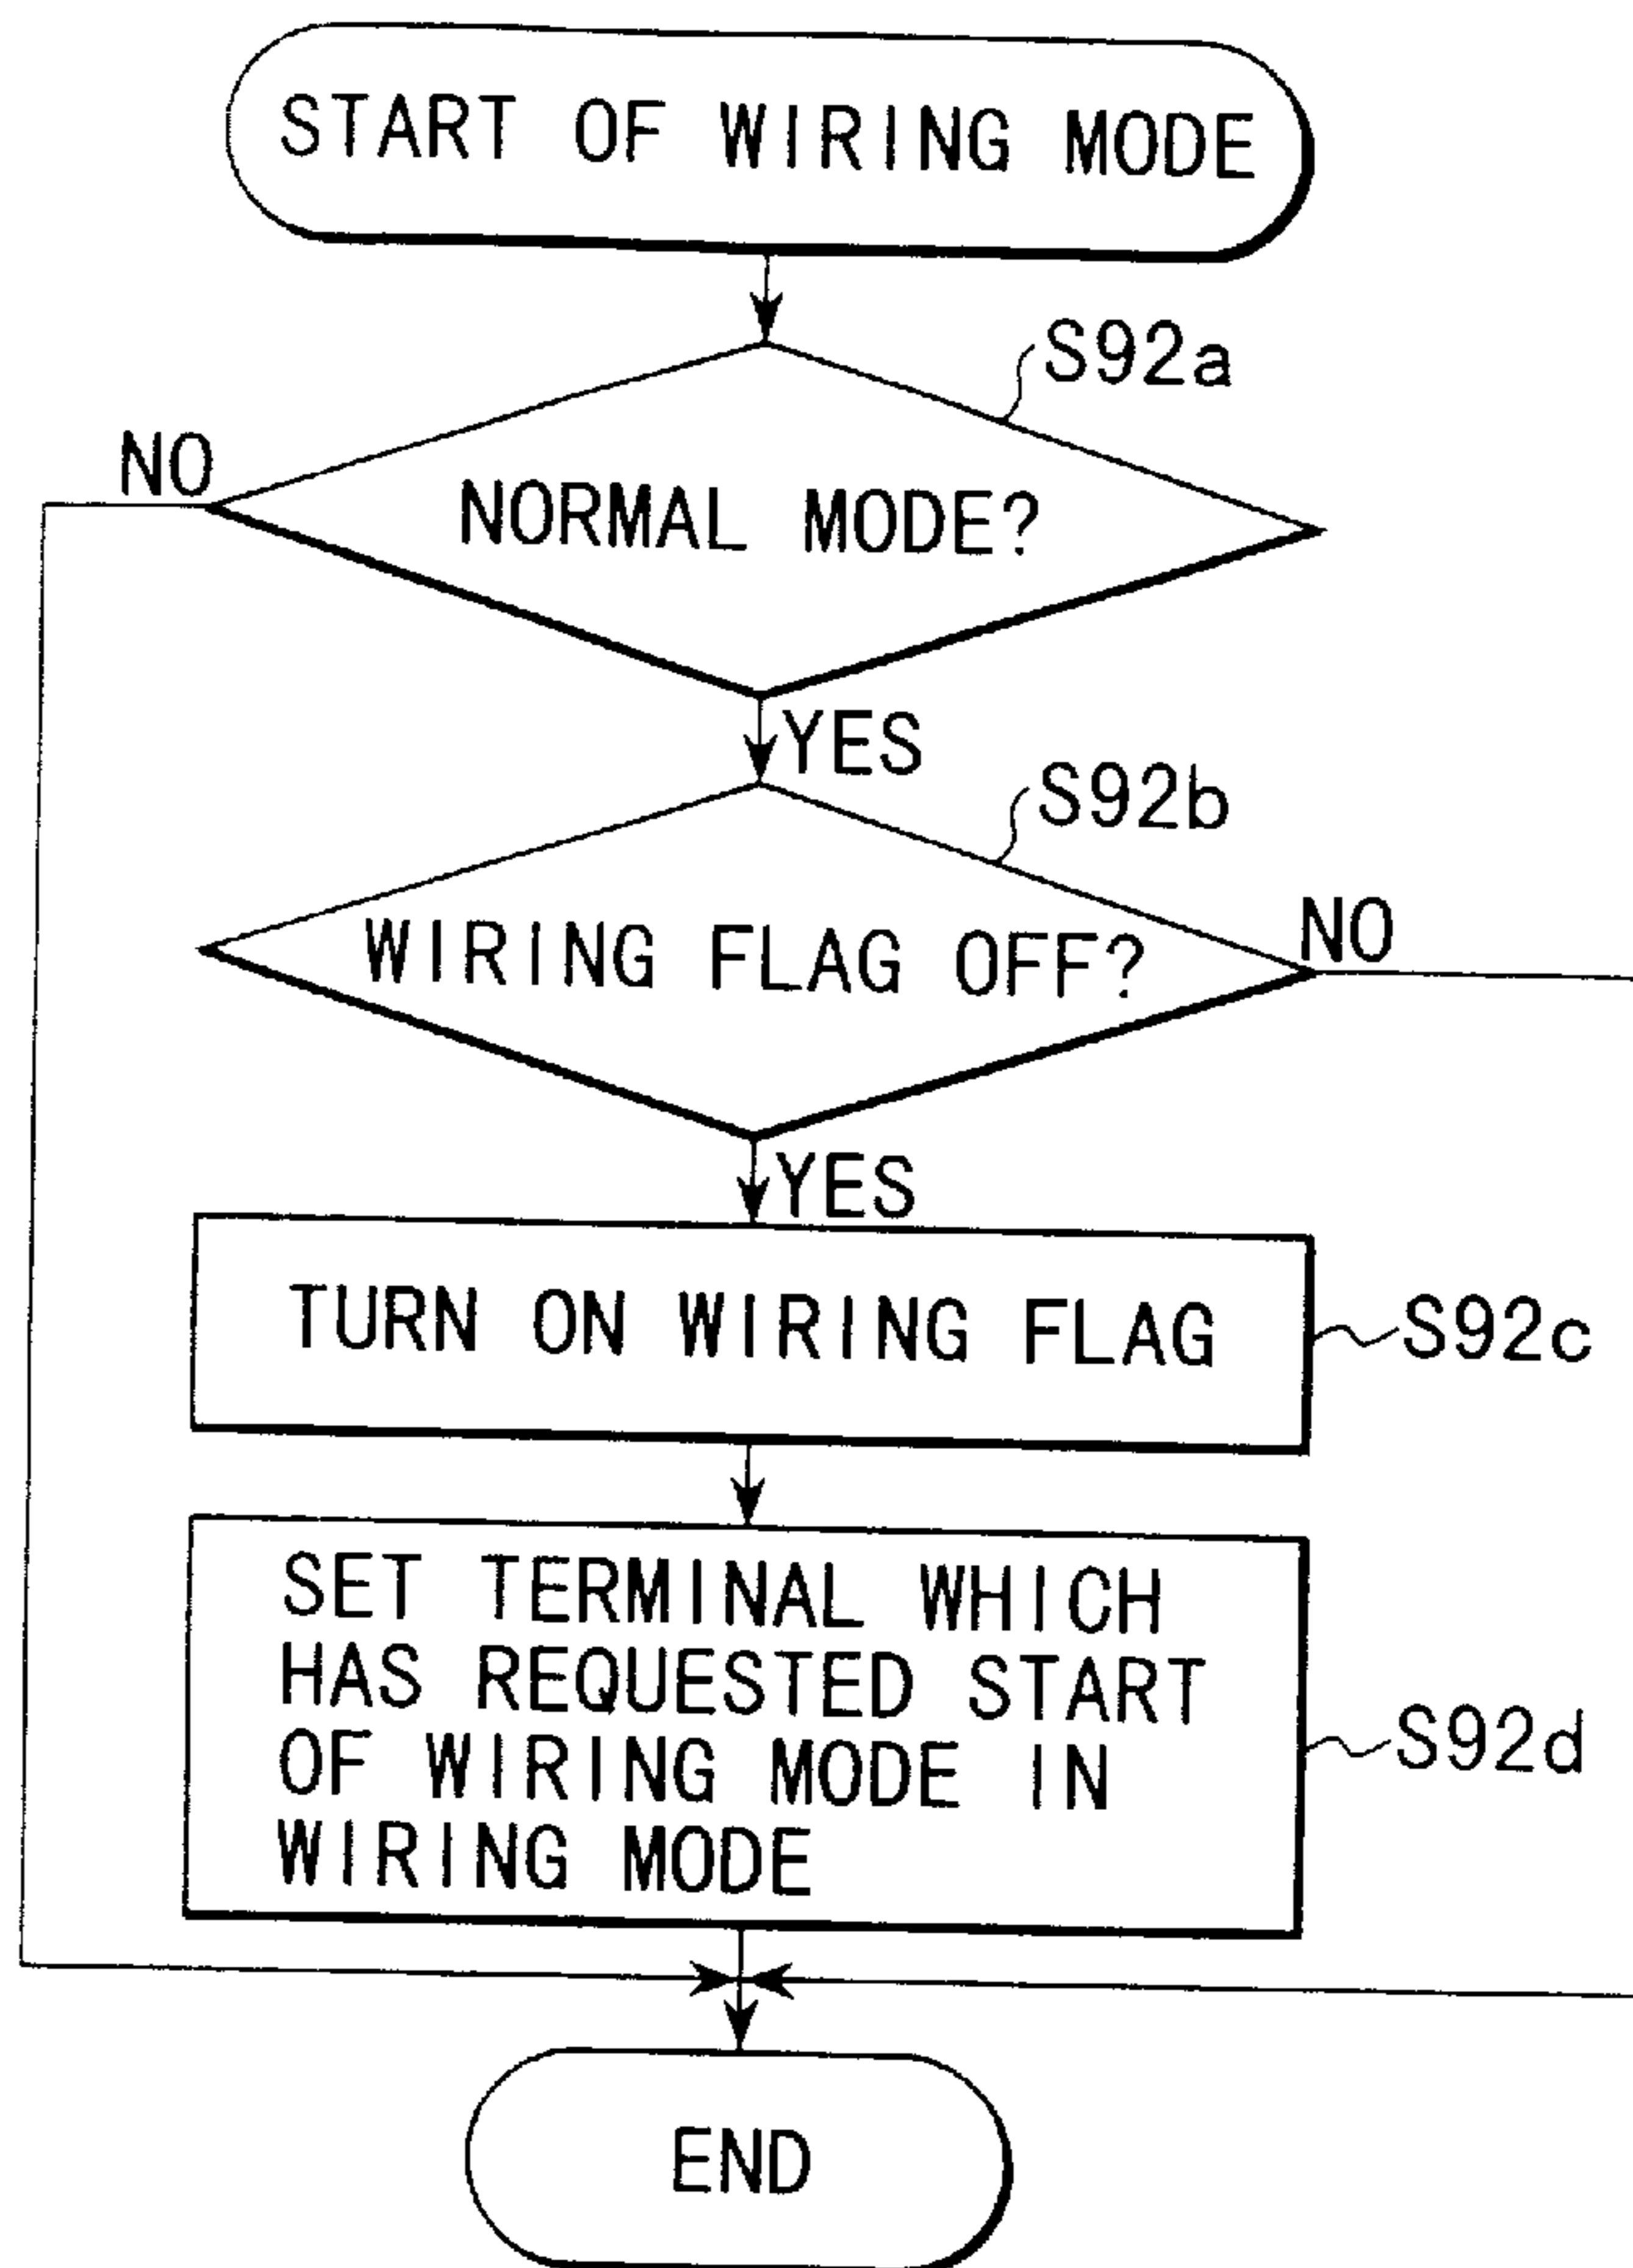 START OF WIRING MODE
S92a
NO
NORMAL MODE?
YES
S92b
WIRING FLAG OFF?
NO
YES
TURN ON WIRING FLAG
S92c
SET TERMINAL WHICH
HAS REQUESTED START
OF WIRING MODE IN
WIRING MODE
S92d
END